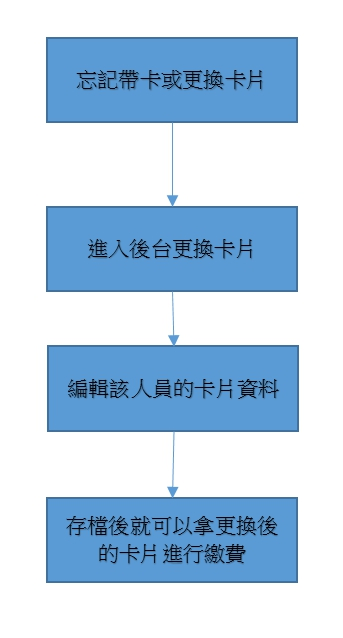 忘記帶卡或更換卡片
進入後台更換卡片
編輯該人員的卡片資料
存檔後就可以拿更換後
的卡片進行繳費